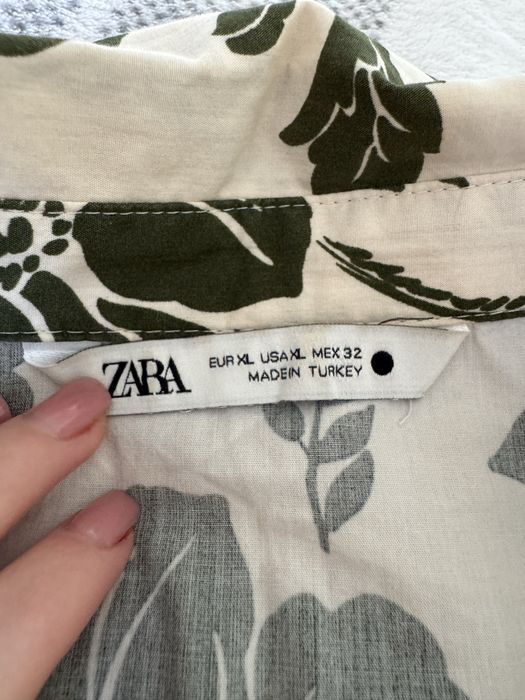 ZARA
EUR XL USA XL MEX 32
MADE IN TURKEY